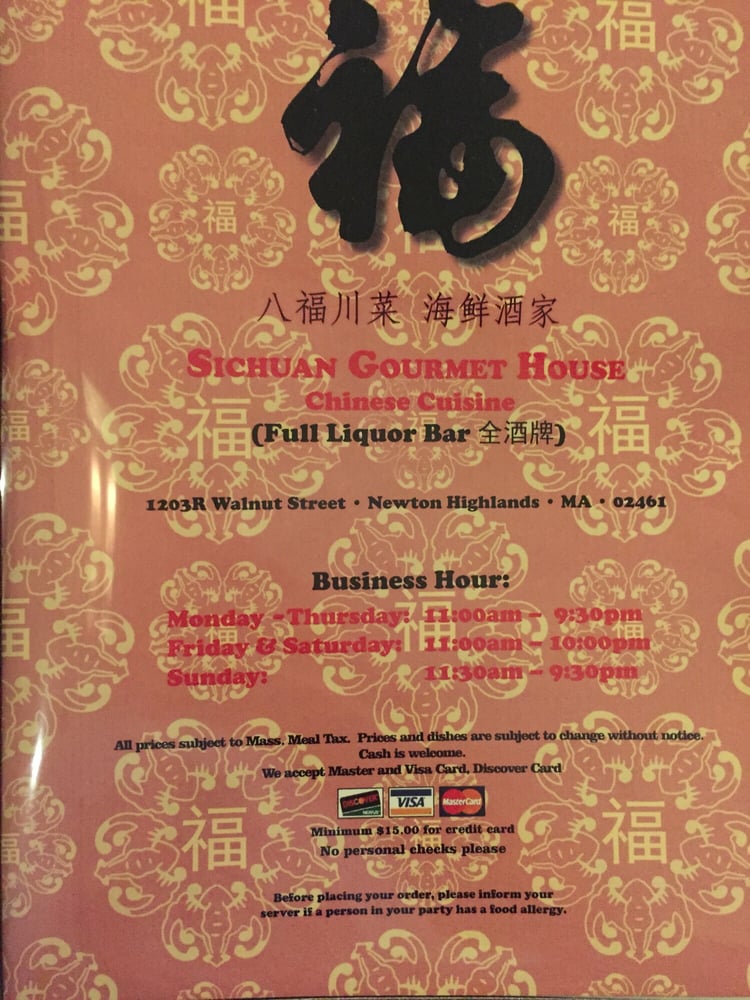 福
八福川菜 海鲜酒家
SICHUAN GOURMET HOUSE
Chinese Cuisine
(Full Liquor Bar 全酒牌)
1203R Walnut Street • Newton Highlands • MA • 02461
Business Hour:
Monday -Thursday: 11:00am – 9:30pm
Friday & Saturday: 11:00am – 10:00pm
Sunday: 11:30am – 9:30pm
All prices subject to Mass. Meal Tax. Prices and dishes are subject to change without notice.
Cash is welcome.
We accept Master and Visa Card, Discover Card
DISCOVER VISA MasterCard
Minimum $15.00 for credit card
No personal checks please
Before placing your order, please inform your
server if a person in your party has a food allergy.